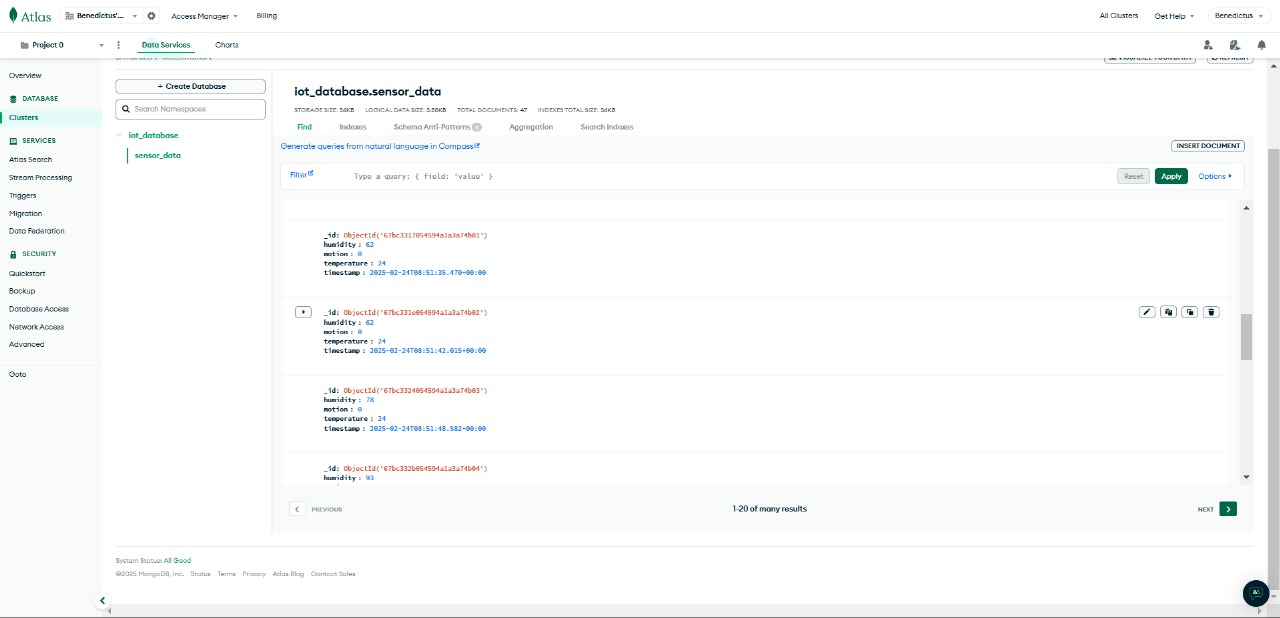 Atlas
Benedictus'... Access Manager Billing All Clusters Get Help Benedictus
Project 0 Data Services Charts
Overview
DATABASE
Clusters
SERVICES
Atlas Search
Stream Processing
Triggers
Migration
Data Federation
SECURITY
Quickstart
Backup
Database Access
Network Access
Advanced
Goto
+ Create Database
Search Namespaces
iot_database
sensor_data
iot_database.sensor_data
STORAGE SIZE: 36KB LOGICAL DATA SIZE: 3.88KB TOTAL DOCUMENTS: 47 INDEXES TOTAL SIZE: 36KB
Find Indexes Schema Anti-Patterns 0 Aggregation Search Indexes
Generate queries from natural language in Compass
INSERT DOCUMENT
Filter Type a query: { field: 'value' } Reset Apply Options
_id: ObjectId('67bc3317054594a1a3a74b01')
humidity : 62
motion : 0
temperature : 24
timestamp : 2025-02-24T08:51:35.470+00:00
_id: ObjectId('67bc331e054594a1a3a74b02')
humidity : 62
motion : 0
temperature : 24
timestamp : 2025-02-24T08:51:42.015+00:00
_id: ObjectId('67bc3324054594a1a3a74b03')
humidity : 78
motion : 0
temperature : 24
timestamp : 2025-02-24T08:51:48.582+00:00
_id: ObjectId('67bc332b054594a1a3a74b04')
humidity : 93
PREVIOUS 1-20 of many results NEXT
System Status: All Good
©2025 MongoDB, Inc. Status Terms Privacy Atlas Blog Contact Sales